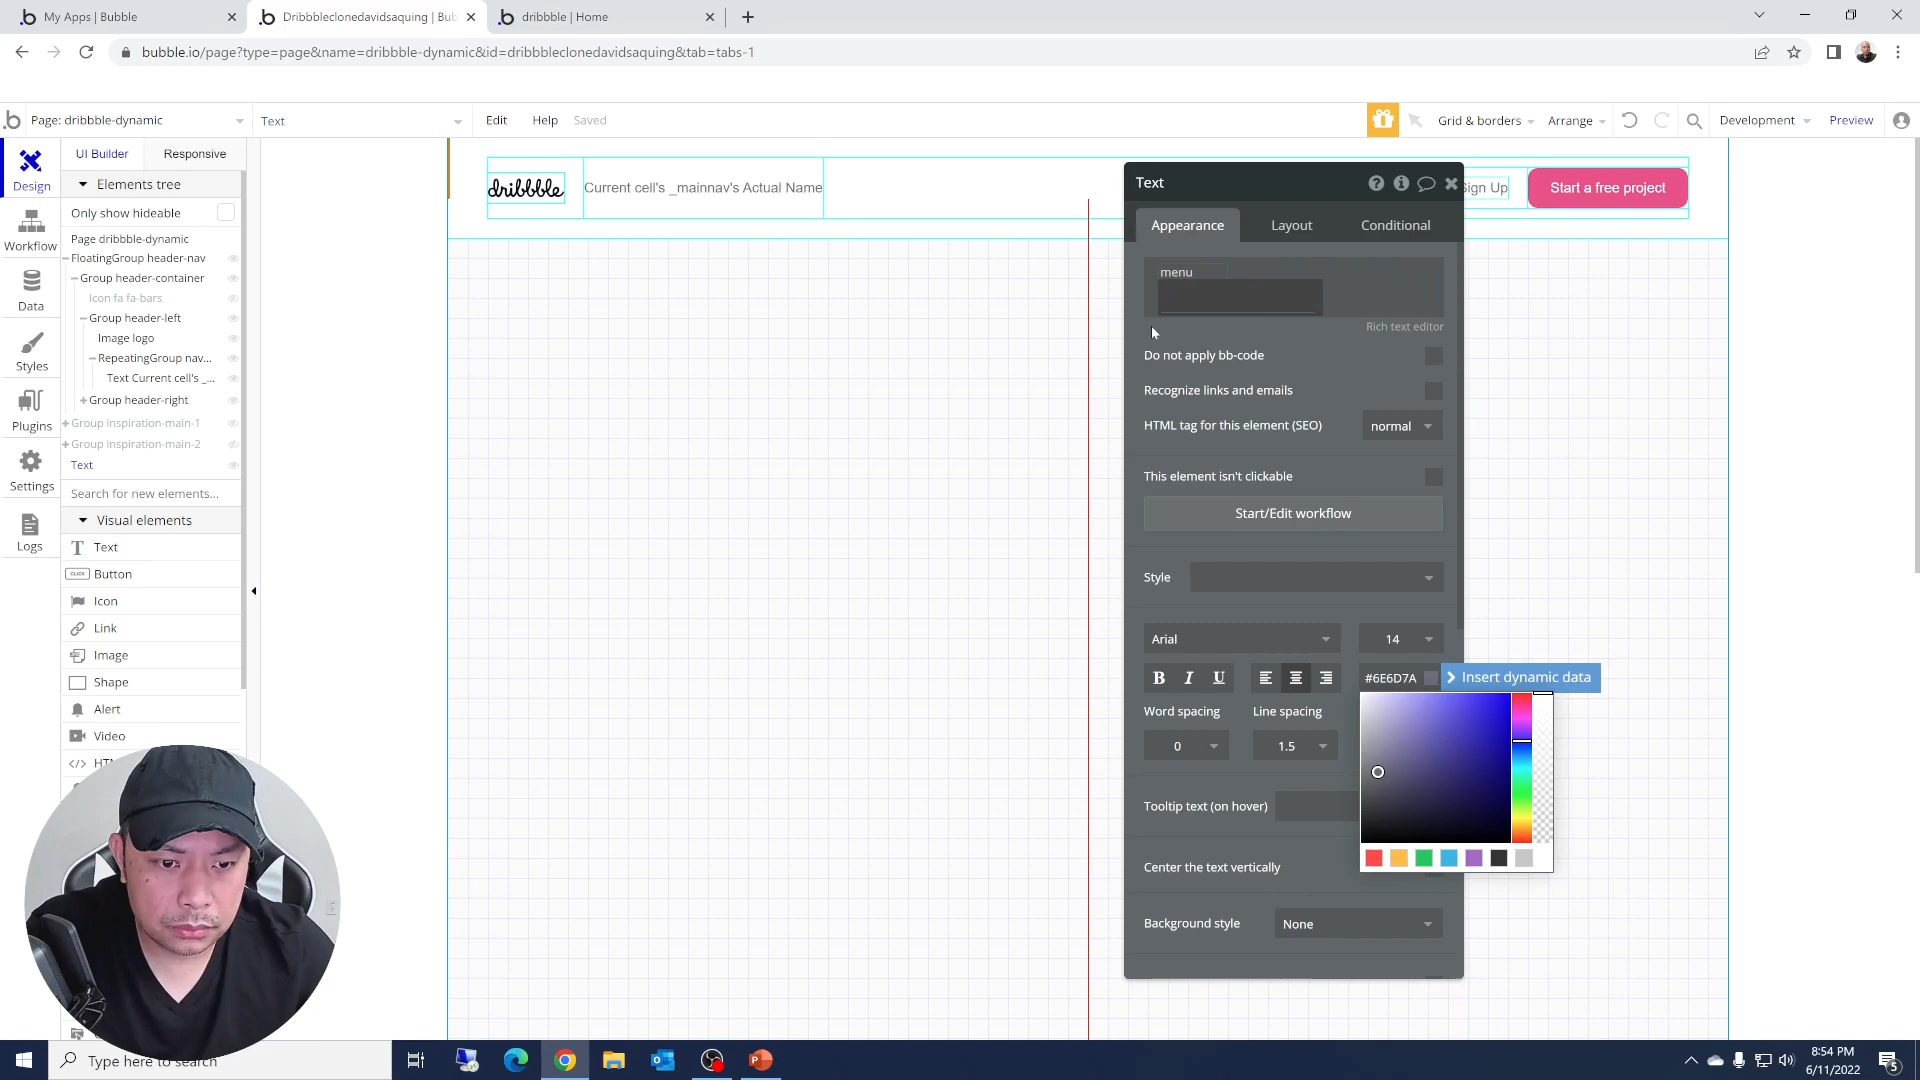 My Apps | Bubble
Dribbbleclonedavidsaquing | Bub
dribbble | Home
bubble.io/page?type=page&name=dribbble-dynamic&id=dribbbleclonedavidsaquing&tab=tabs-1
Page: dribbble-dynamic
Text
Edit
Help
Saved
Grid & borders
Arrange
Development
Preview
Design
Workflow
Data
Styles
Plugins
Settings
Logs
UI Builder
Responsive
Elements tree
Only show hideable
Page dribbble-dynamic
FloatingGroup header-nav
Group header-container
Icon fa fa-bars
Group header-left
Image logo
RepeatingGroup nav...
Text Current cell's _...
Group header-right
Group inspiration-main-1
Group inspiration-main-2
Text
Search for new elements...
Visual elements
Text
Button
CLICK
Icon
Link
Image
Shape
Alert
Video
dribbble
Current cell's _mainnav's Actual Name
Sign Up
Start a free project
Text
Appearance
Layout
Conditional
menu
Rich text editor
Do not apply bb-code
Recognize links and emails
HTML tag for this element (SEO)
normal
This element isn't clickable
Start/Edit workflow
Style
Arial
14
B I U
#6E6D7A
Insert dynamic data
Word spacing
Line spacing
0
1.5
Tooltip text (on hover)
Center the text vertically
Background style
None
Type here to search
8:54 PM
6/11/2022
5